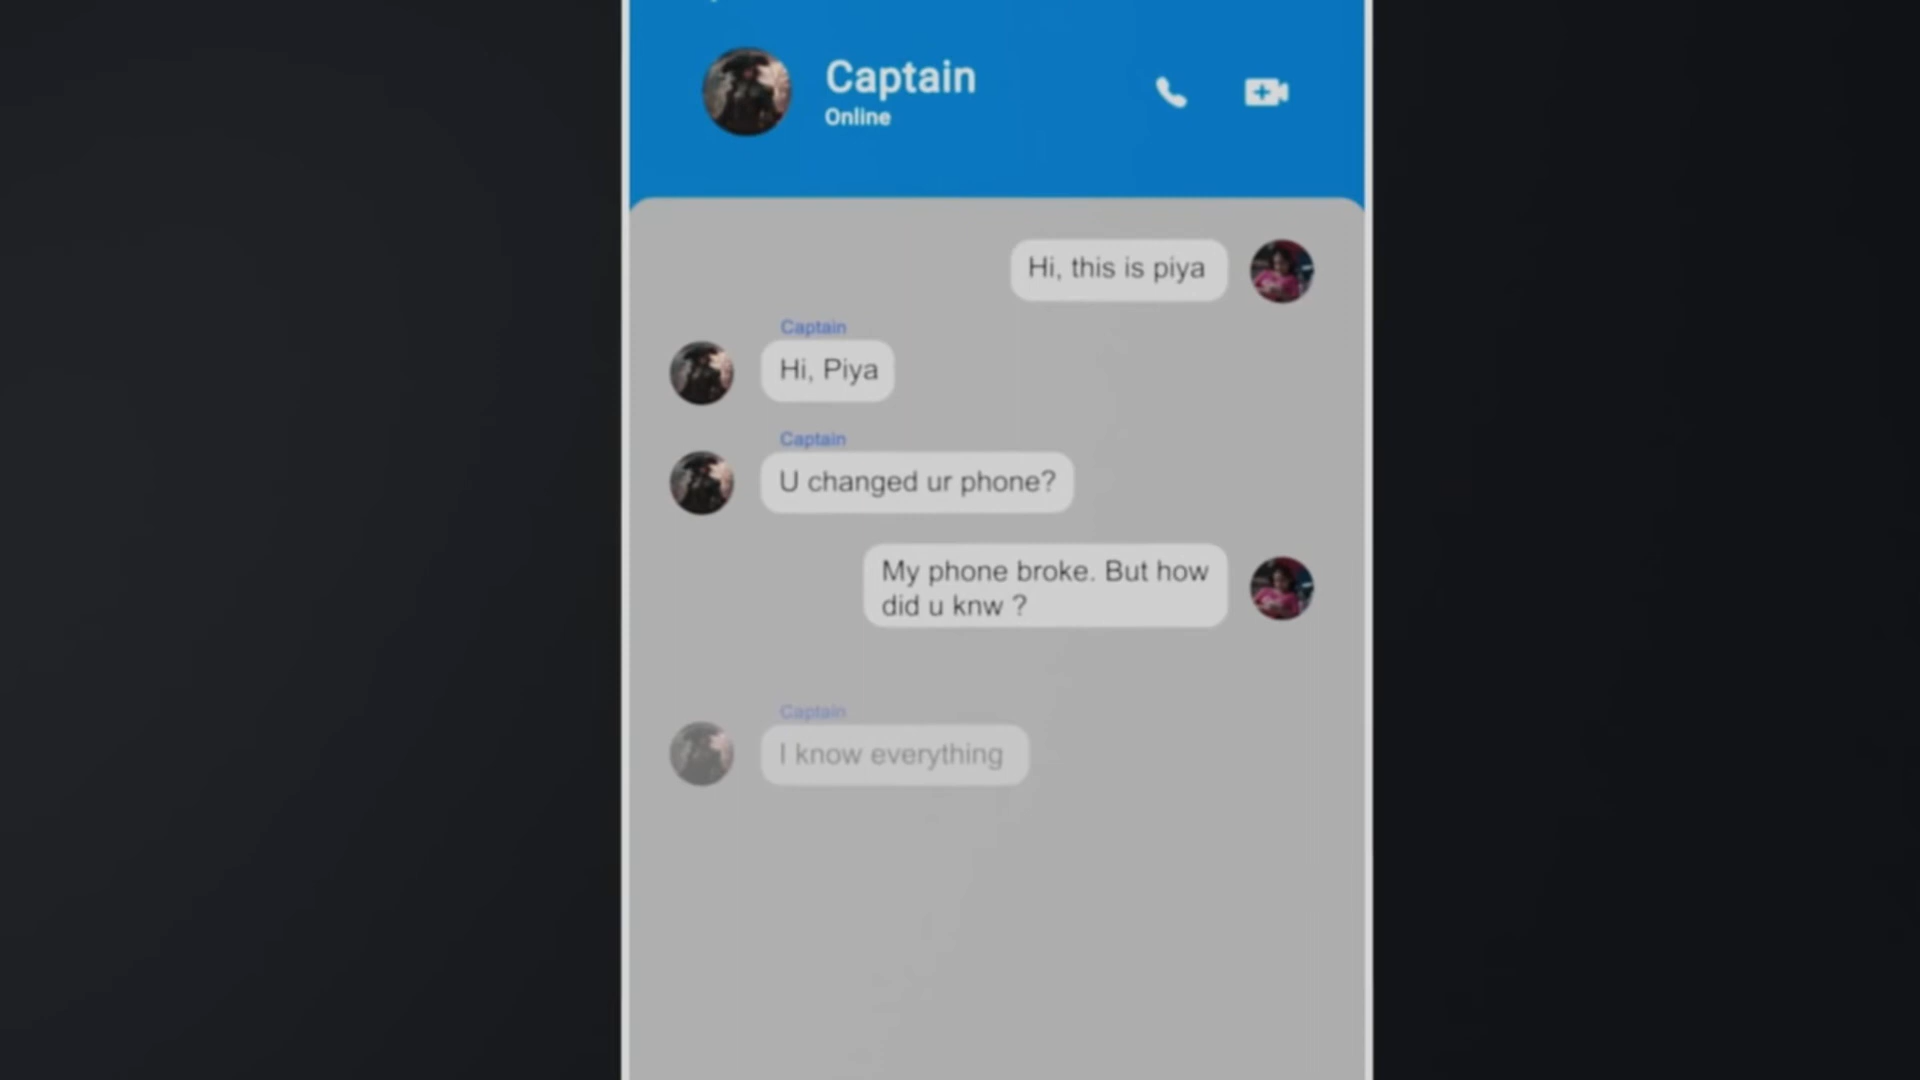 Captain
Online
Hi, this is piya
Captain
Hi, Piya
Captain
U changed ur phone?
My phone broke. But how
did u knw ?
Captain
I know everything